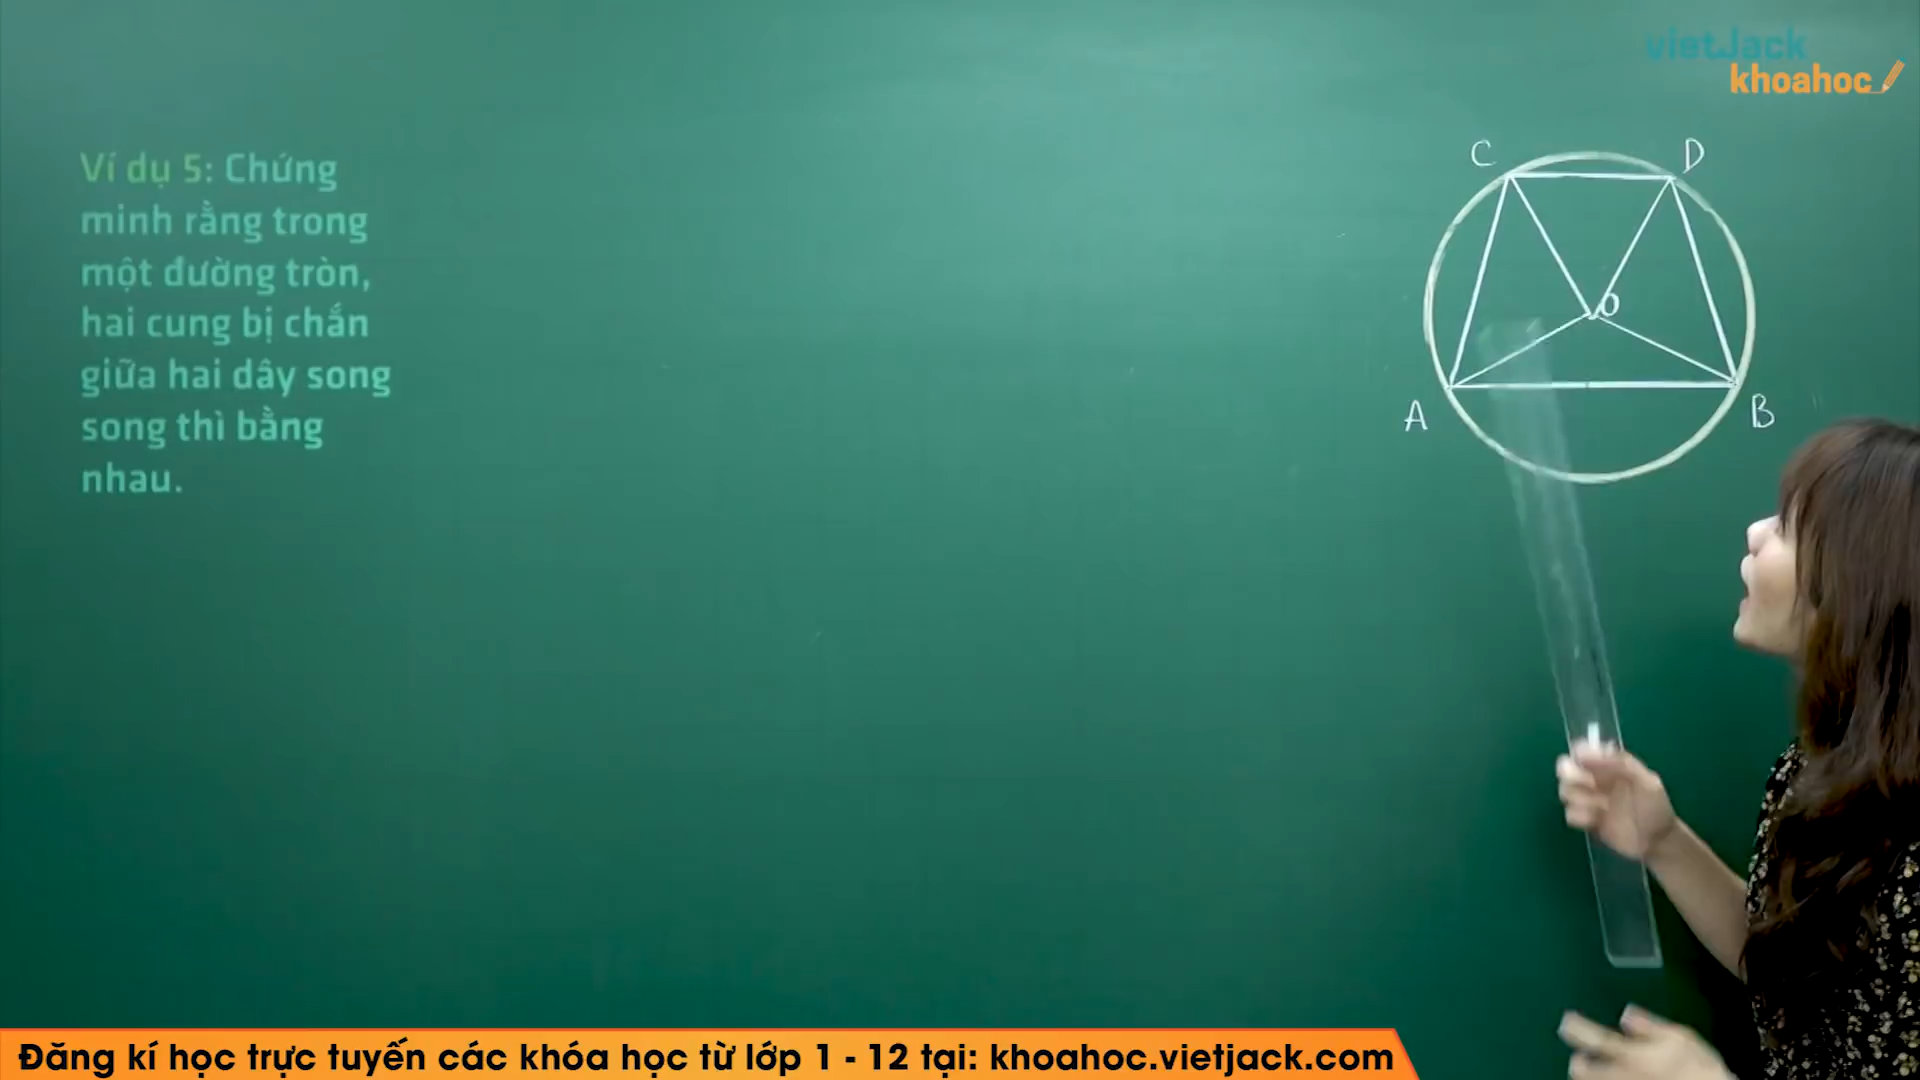 vietJack
khoahoc
Ví dụ 5: Chứng
minh rằng trong
một đường tròn,
hai cung bị chắn
giữa hai dây song
song thì bằng
nhau.
C D
O
A B
Đăng kí học trực tuyến các khóa học từ lớp 1 - 12 tại: khoahoc.vietjack.com